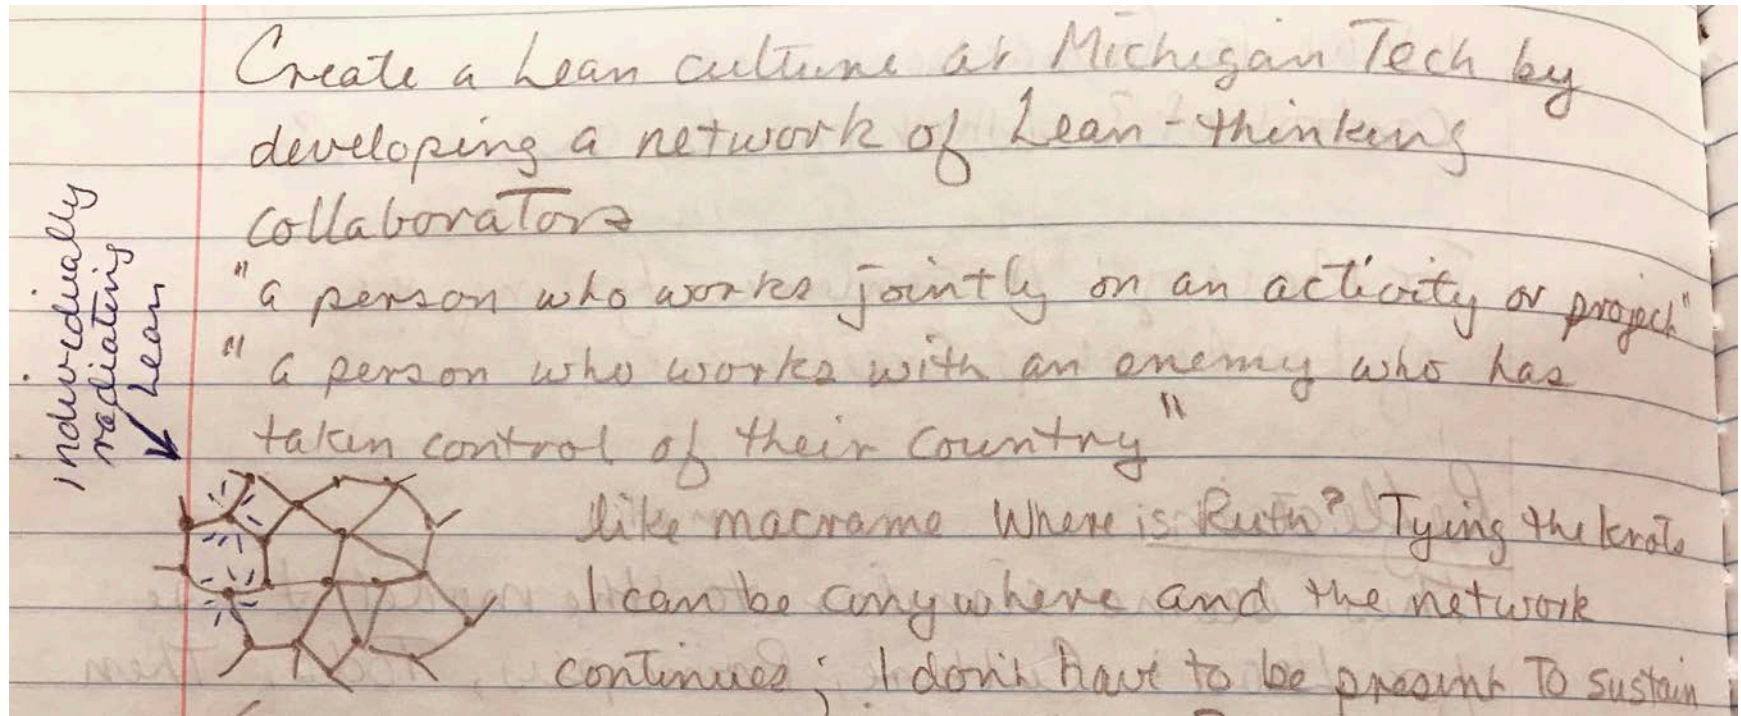 Create a Lean culture at Michigan Tech by
developing a network of Lean-thinking
collaborators
"a person who works jointly on an activity or project"
"a person who works with an enemy who has
taken control of their country"
individually
radiating
Lean
like macrame Where is Ruth? Tying the knots
I can be anywhere and the network
continues; I don't have to be present to sustain